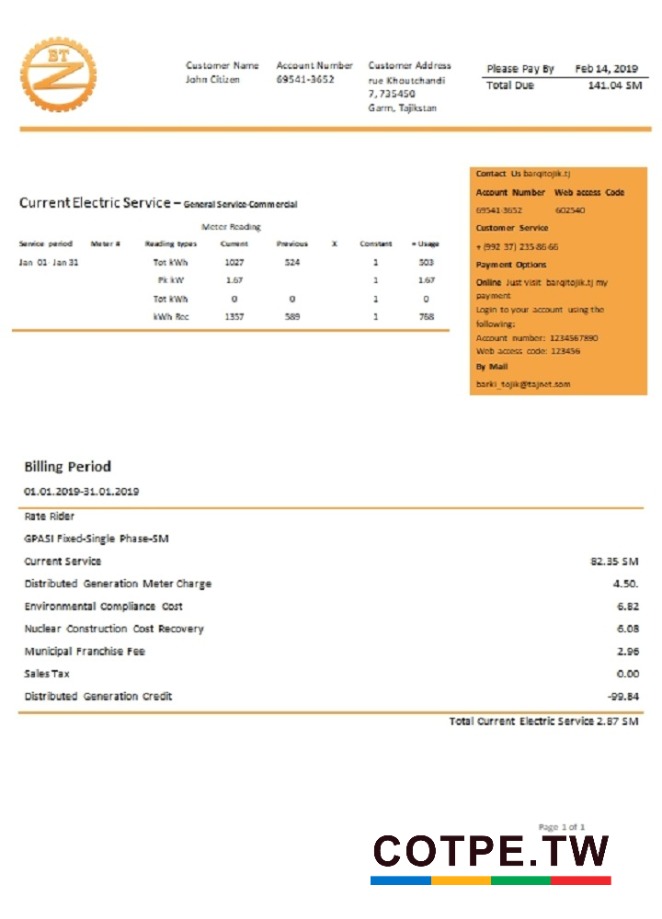 BT
Customer Name Account Number Customer Address
John Citizen 69541-3652 rue Khoutchandi
7, 735450
Garm, Tajikstan
Please Pay By Feb 14, 2019
Total Due 141.04 SM
Contact Us barqitojik.tj
Account Number Web access Code
69541-3652 602540
Customer Service
+ (992 37) 235-86-66
Payment Options
Online Just visit barqitojik.tj my
payment
Login to your account using the
following:
Account number: 1234567890
Web access code: 123456
By Mail
barki_tojik@tajnet.com
Current Electric Service – General Service-Commercial
Meter Reading
Service period Meter # Reading types Current Previous X Constant = Usage
Jan 01- Jan 31 Tot kWh 1027 524 1 503
Pk kW 1.67 1 1.67
Tot kWh 0 0 1 0
kWh Rec 1357 589 1 768
Billing Period
01.01.2019-31.01.2019
Rate Rider
GPASI Fixed-Single Phase-SM
Current Service 82.35 SM
Distributed Generation Meter Charge 4.50.
Environmental Compliance Cost 6.82
Nuclear Construction Cost Recovery 6.08
Municipal Franchise Fee 2.96
Sales Tax 0.00
Distributed Generation Credit -99.84
Total Current Electric Service 2.87 SM
Page 1 of 1
COTPE.TW